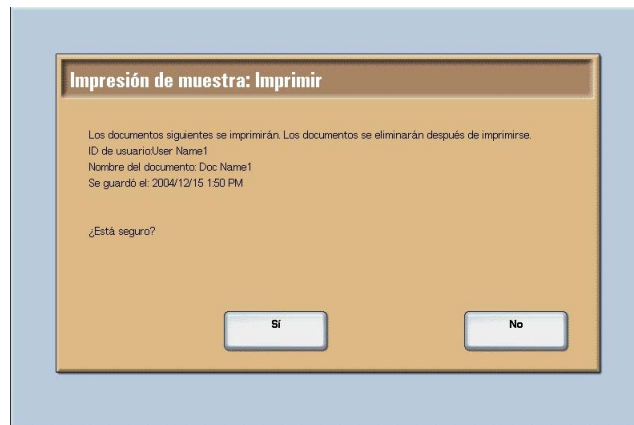 Impresión de muestra: Imprimir
Los documentos siguientes se imprimirán. Los documentos se eliminarán después de imprimirse.
ID de usuario:User Name1
Nombre del documento: Doc Name1
Se guardó el: 2004/12/15 1:50 PM
¿Está seguro?
Sí
No